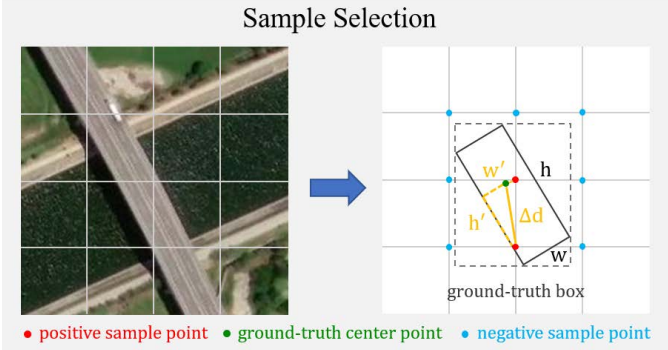 Sample Selection
w′
h
h′
Δd
w
ground-truth box
positive sample point
ground-truth center point
negative sample point